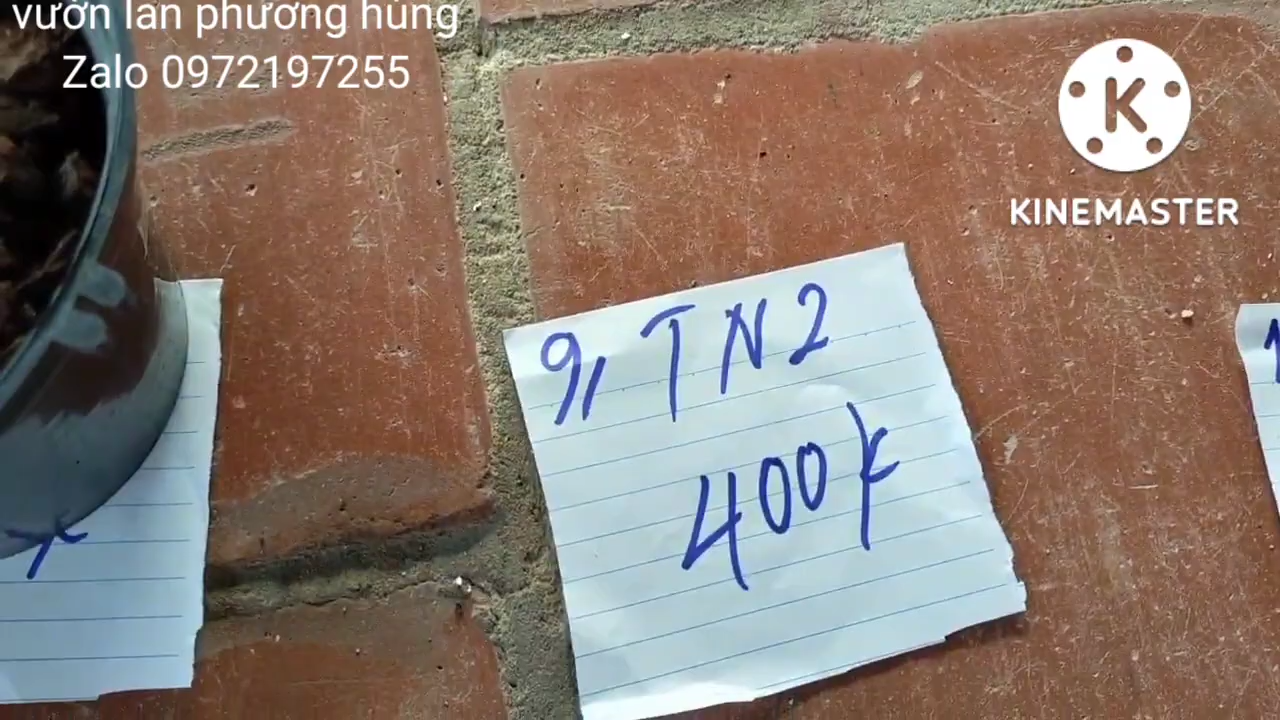 vườn lan phương hùng
Zalo 0972197255
K
KINEMASTER
9, TN2
400k